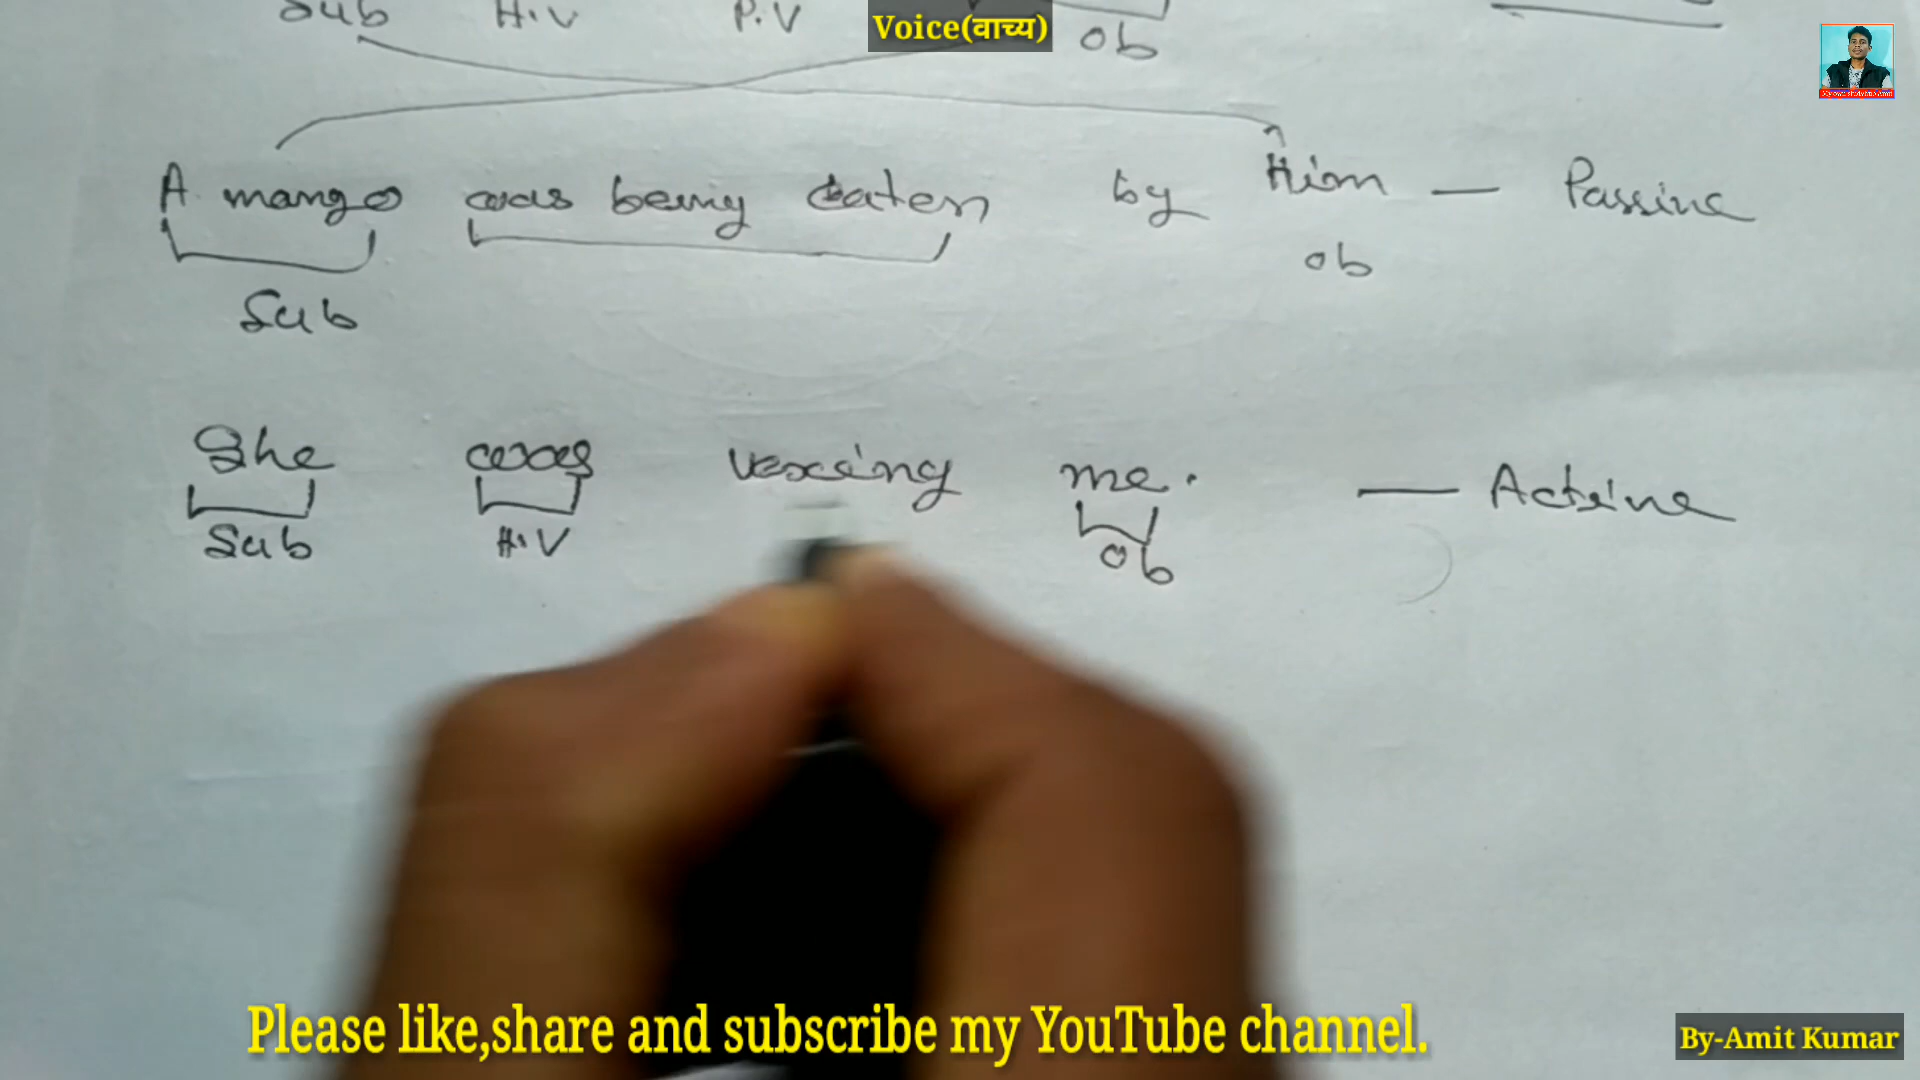 Sub H.V P.V ob
Voice(वाच्य)
A mango was being eaten by Him — Passive
ob
Sub
She was vexing me. — Active
Sub H.V ob
Please like,share and subscribe my YouTube channel.
By-Amit Kumar